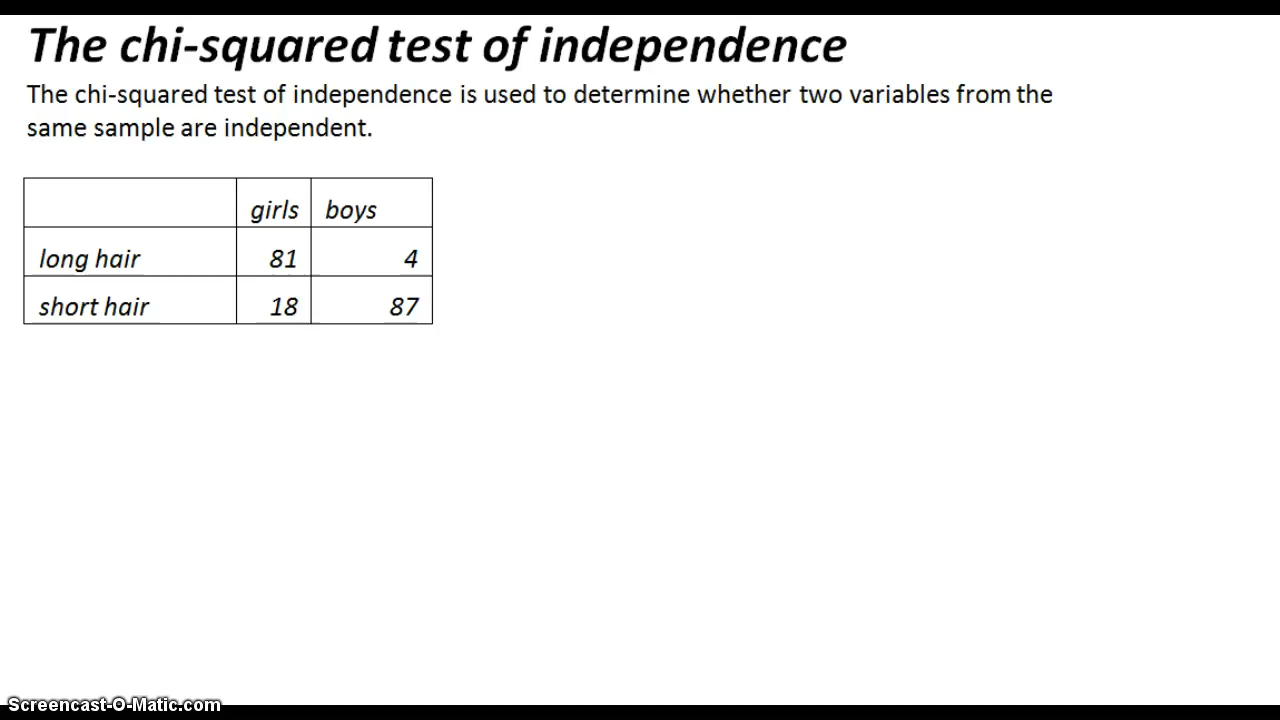 The chi-squared test of independence
The chi-squared test of independence is used to determine whether two variables from the
same sample are independent.
girls boys
long hair 81 4
short hair 18 87
Screencast-O-Matic.com